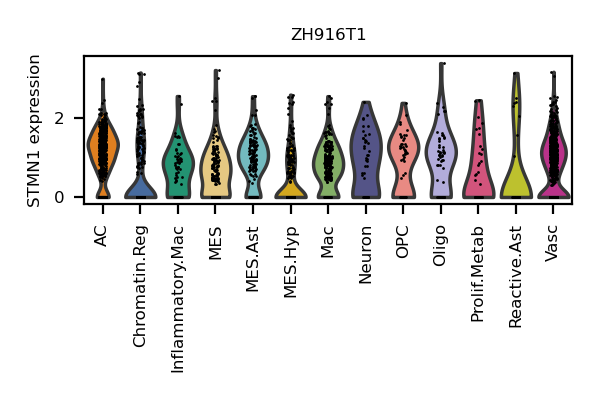 ZH916T1
STMN1 expression
2
0
AC
Chromatin.Reg
Inflammatory.Mac
MES
MES.Ast
MES.Hyp
Mac
Neuron
OPC
Oligo
Prolif.Metab
Reactive.Ast
Vasc